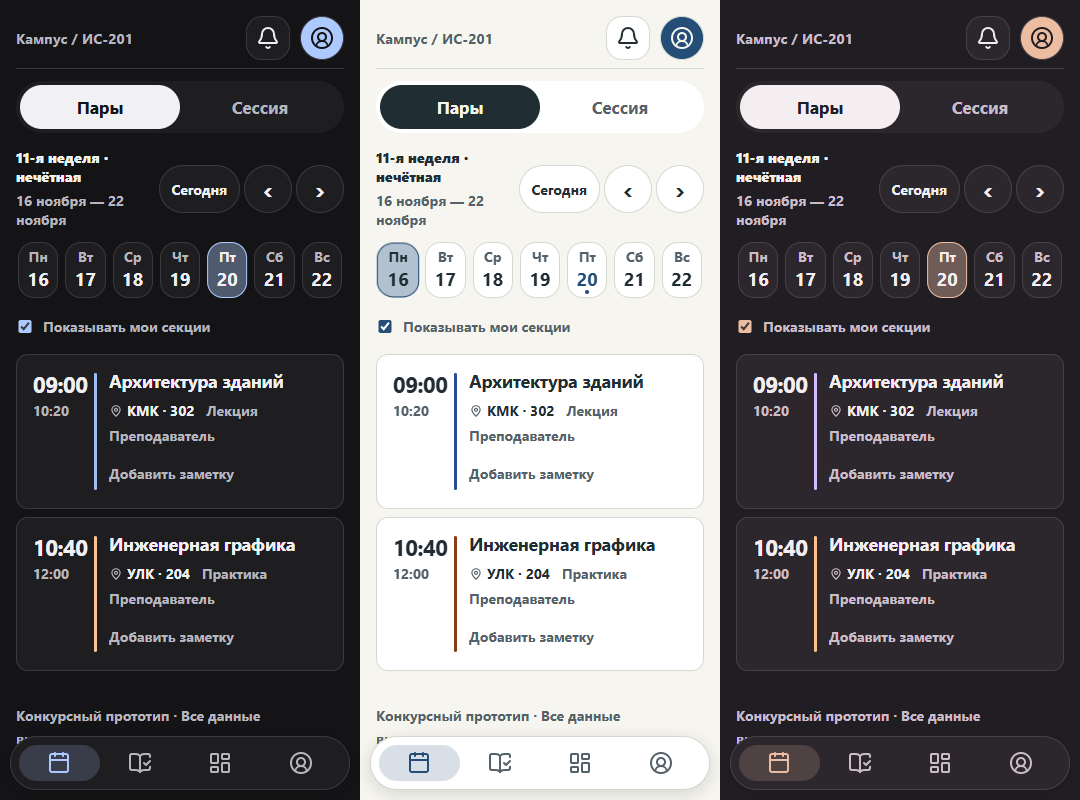 Кампус / ИС-201
Пары
Сессия
11-я неделя ·
нечётная
16 ноября — 22
ноября
Сегодня
‹
›
Пн Вт Ср Чт Пт Сб Вс
16 17 18 19 20 21 22
Показывать мои секции
09:00
10:20
Архитектура зданий
КМК · 302 Лекция
Преподаватель
Добавить заметку
10:40
12:00
Инженерная графика
УЛК · 204 Практика
Преподаватель
Добавить заметку
Конкурсный прототип · Все данные
Кампус / ИС-201
Пары
Сессия
11-я неделя ·
нечётная
16 ноября — 22
ноября
Сегодня
‹
›
Пн Вт Ср Чт Пт Сб Вс
16 17 18 19 20 21 22
Показывать мои секции
09:00
10:20
Архитектура зданий
КМК · 302 Лекция
Преподаватель
Добавить заметку
10:40
12:00
Инженерная графика
УЛК · 204 Практика
Преподаватель
Добавить заметку
Конкурсный прототип · Все данные
Кампус / ИС-201
Пары
Сессия
11-я неделя ·
нечётная
16 ноября — 22
ноября
Сегодня
‹
›
Пн Вт Ср Чт Пт Сб Вс
16 17 18 19 20 21 22
Показывать мои секции
09:00
10:20
Архитектура зданий
КМК · 302 Лекция
Преподаватель
Добавить заметку
10:40
12:00
Инженерная графика
УЛК · 204 Практика
Преподаватель
Добавить заметку
Конкурсный прототип · Все данные